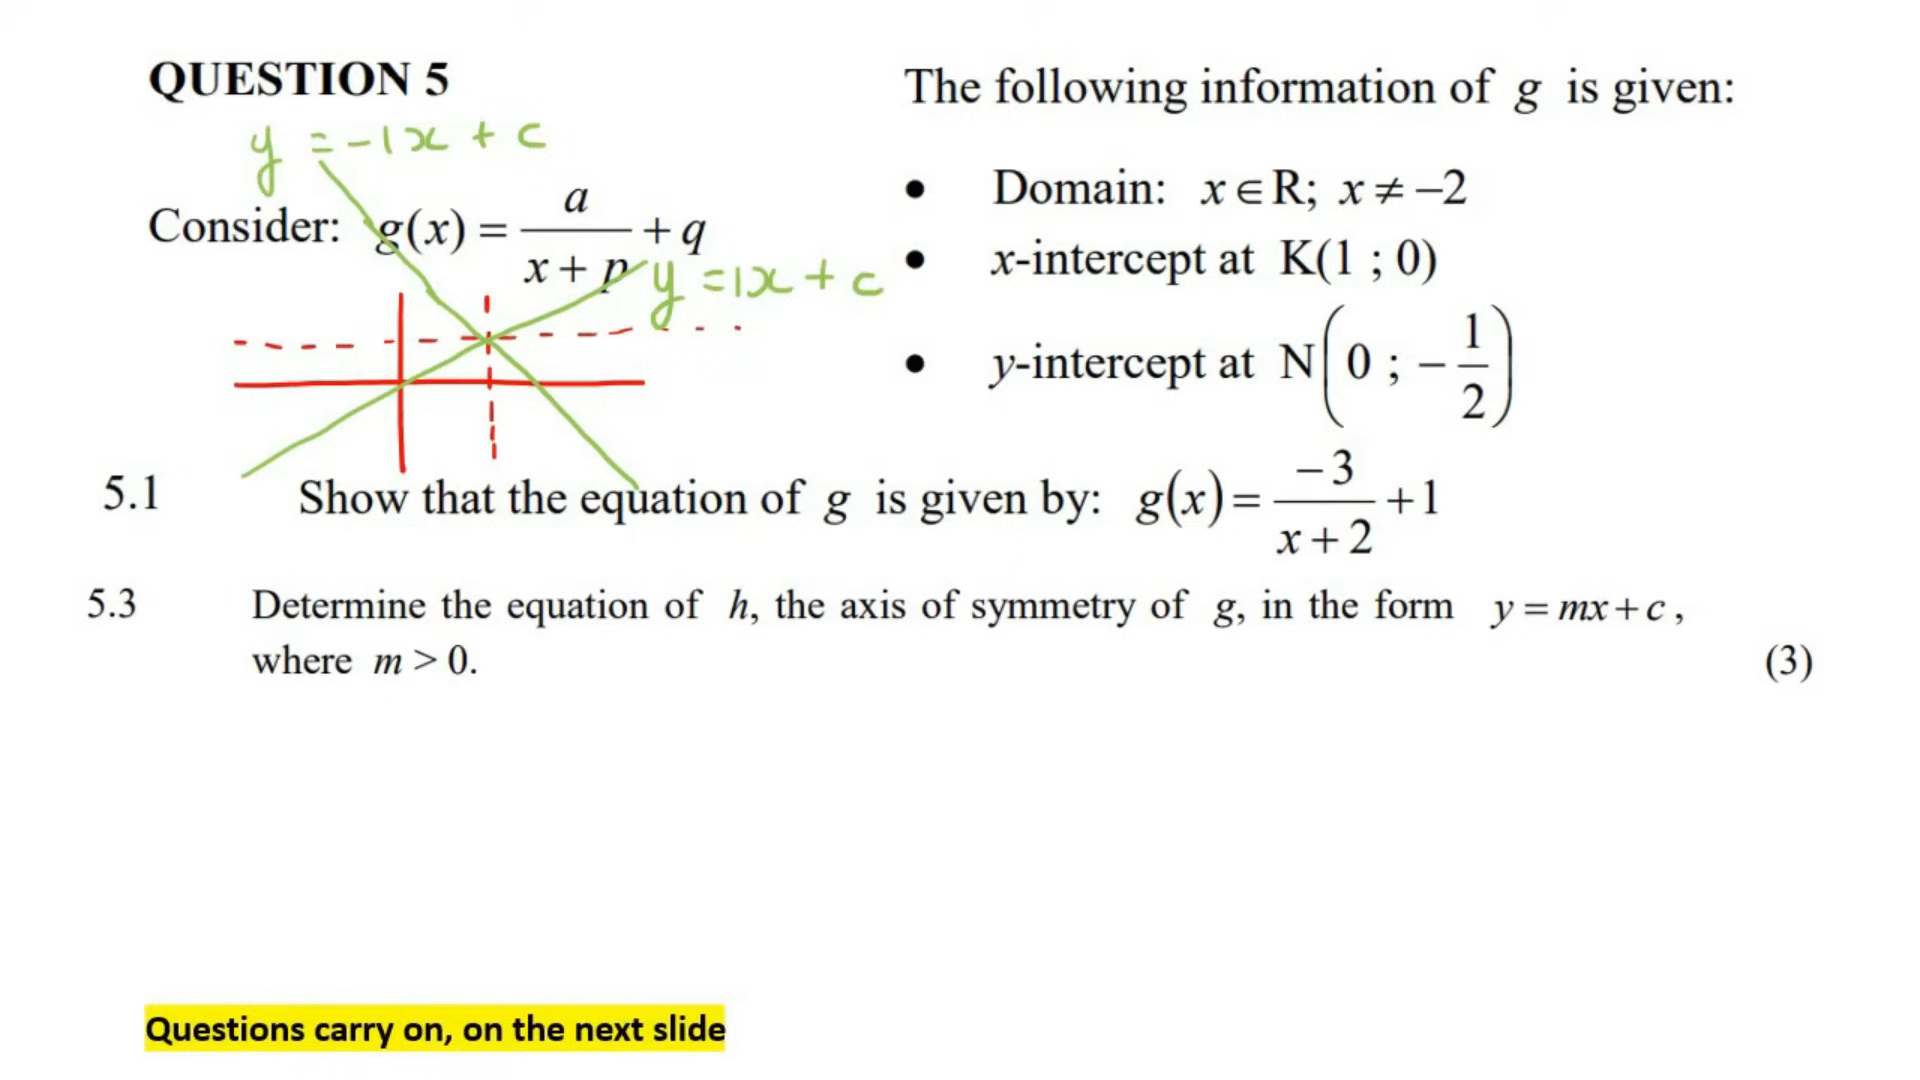 QUESTION 5
y = -1x + c
Consider: g(x) = a/(x + p) + q
y = 1x + c
The following information of g is given:
• Domain: x ∈ R; x ≠ −2
• x-intercept at K(1 ; 0)
• y-intercept at N(0 ; −1/2)
5.1 Show that the equation of g is given by: g(x) = −3/(x + 2) + 1
5.3 Determine the equation of h, the axis of symmetry of g, in the form y = mx + c,
where m > 0. (3)
Questions carry on, on the next slide